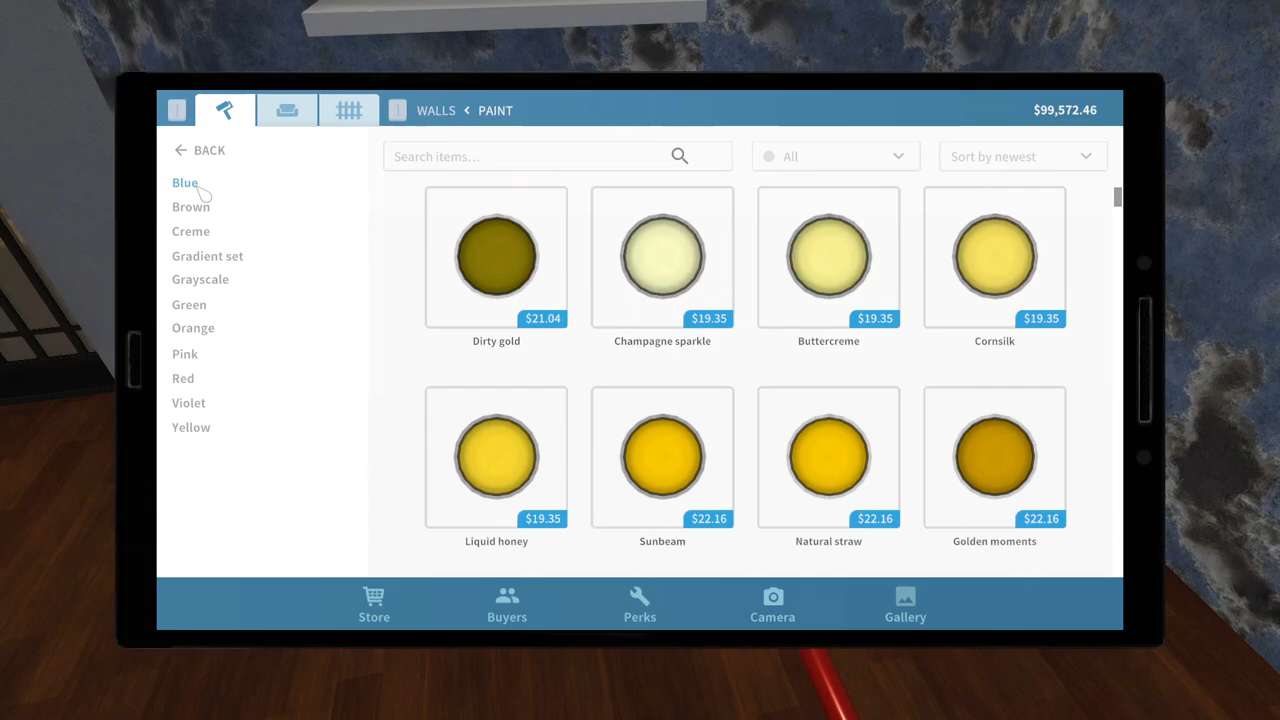 WALLS < PAINT
$99,572.46
BACK
Search items...
All
Sort by newest
Blue
Brown
Creme
Gradient set
Grayscale
Green
Orange
Pink
Red
Violet
Yellow
$21.04
$19.35
$19.35
$19.35
Dirty gold
Champagne sparkle
Buttercreme
Cornsilk
$19.35
$22.16
$22.16
$22.16
Liquid honey
Sunbeam
Natural straw
Golden moments
Store
Buyers
Perks
Camera
Gallery